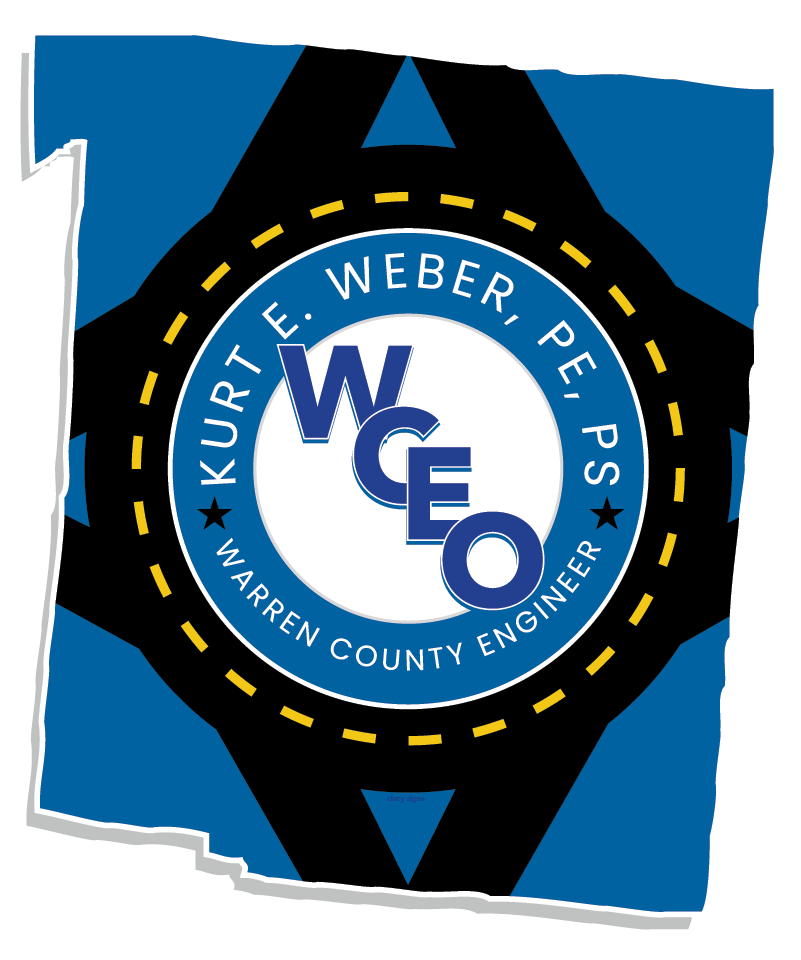 KURT E. WEBER, PE, PS
WCEO
WARREN COUNTY ENGINEER